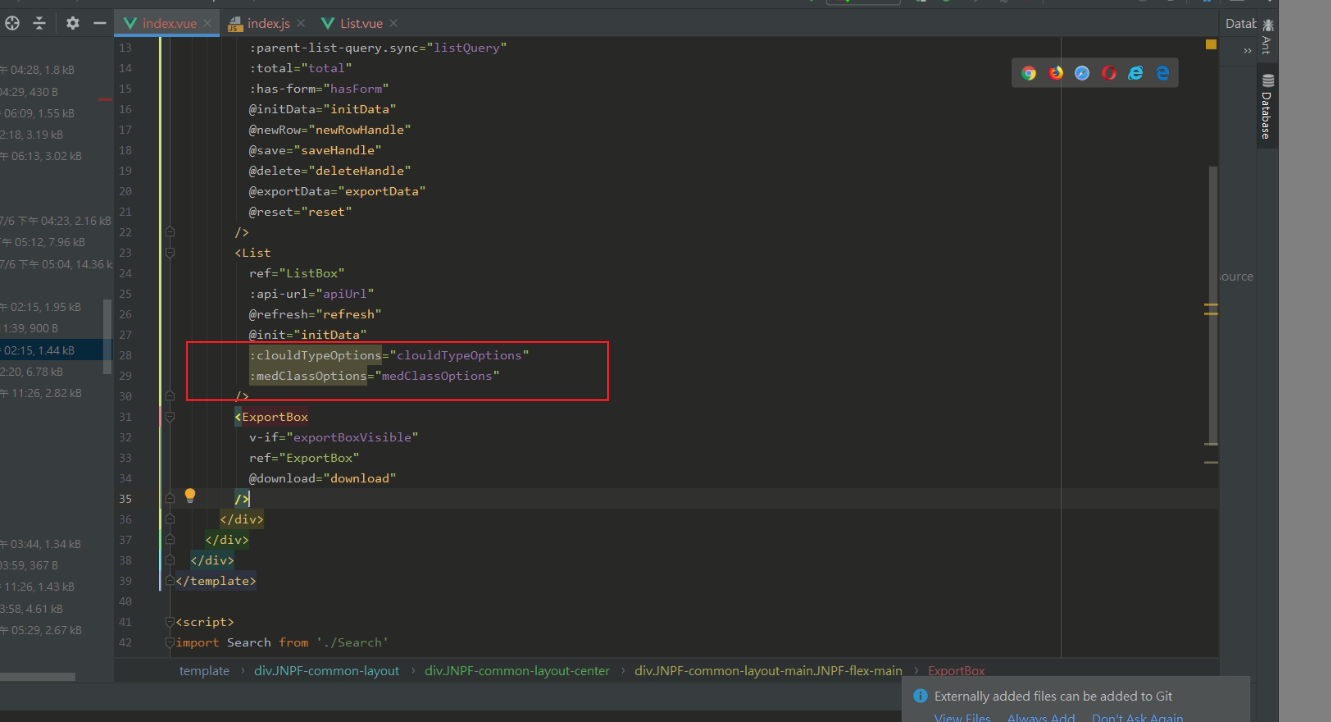 index.vue
index.js
List.vue
Datab
Ant
Database
午 04:28, 1.8 kB
04:29, 430 B
06:09, 1.55 kB
2:18, 3.19 kB
午 06:13, 3.02 kB
7/6 下午 04:23, 2.16 kB
午 05:12, 7.96 kB
7/6 下午 05:04, 14.36 k
午 02:15, 1.95 kB
1:39, 900 B
02:15, 1.44 kB
2:20, 6.78 kB
午 11:26, 2.82 kB
午 03:44, 1.34 kB
03:59, 367 B
11:26, 1.43 kB
3:58, 4.61 kB
午 05:29, 2.67 kB
13 :parent-list-query.sync="listQuery"
14 :total="total"
15 :has-form="hasForm"
16 @initData="initData"
17 @newRow="newRowHandle"
18 @save="saveHandle"
19 @delete="deleteHandle"
20 @exportData="exportData"
21 @reset="reset"
22 />
23 <List
24 ref="ListBox"
25 :api-url="apiUrl"
26 @refresh="refresh"
27 @init="initData"
28 :clouldTypeOptions="clouldTypeOptions"
29 :medClassOptions="medClassOptions"
30 />
31 <ExportBox
32 v-if="exportBoxVisible"
33 ref="ExportBox"
34 @download="download"
35 />
36 </div>
37 </div>
38 </div>
39 </template>
40
41 <script>
42 import Search from './Search'
ource
template › div.JNPF-common-layout › div.JNPF-common-layout-center › div.JNPF-common-layout-main.JNPF-flex-main › ExportBox
Externally added files can be added to Git
View Files Always Add Don't Ask Again